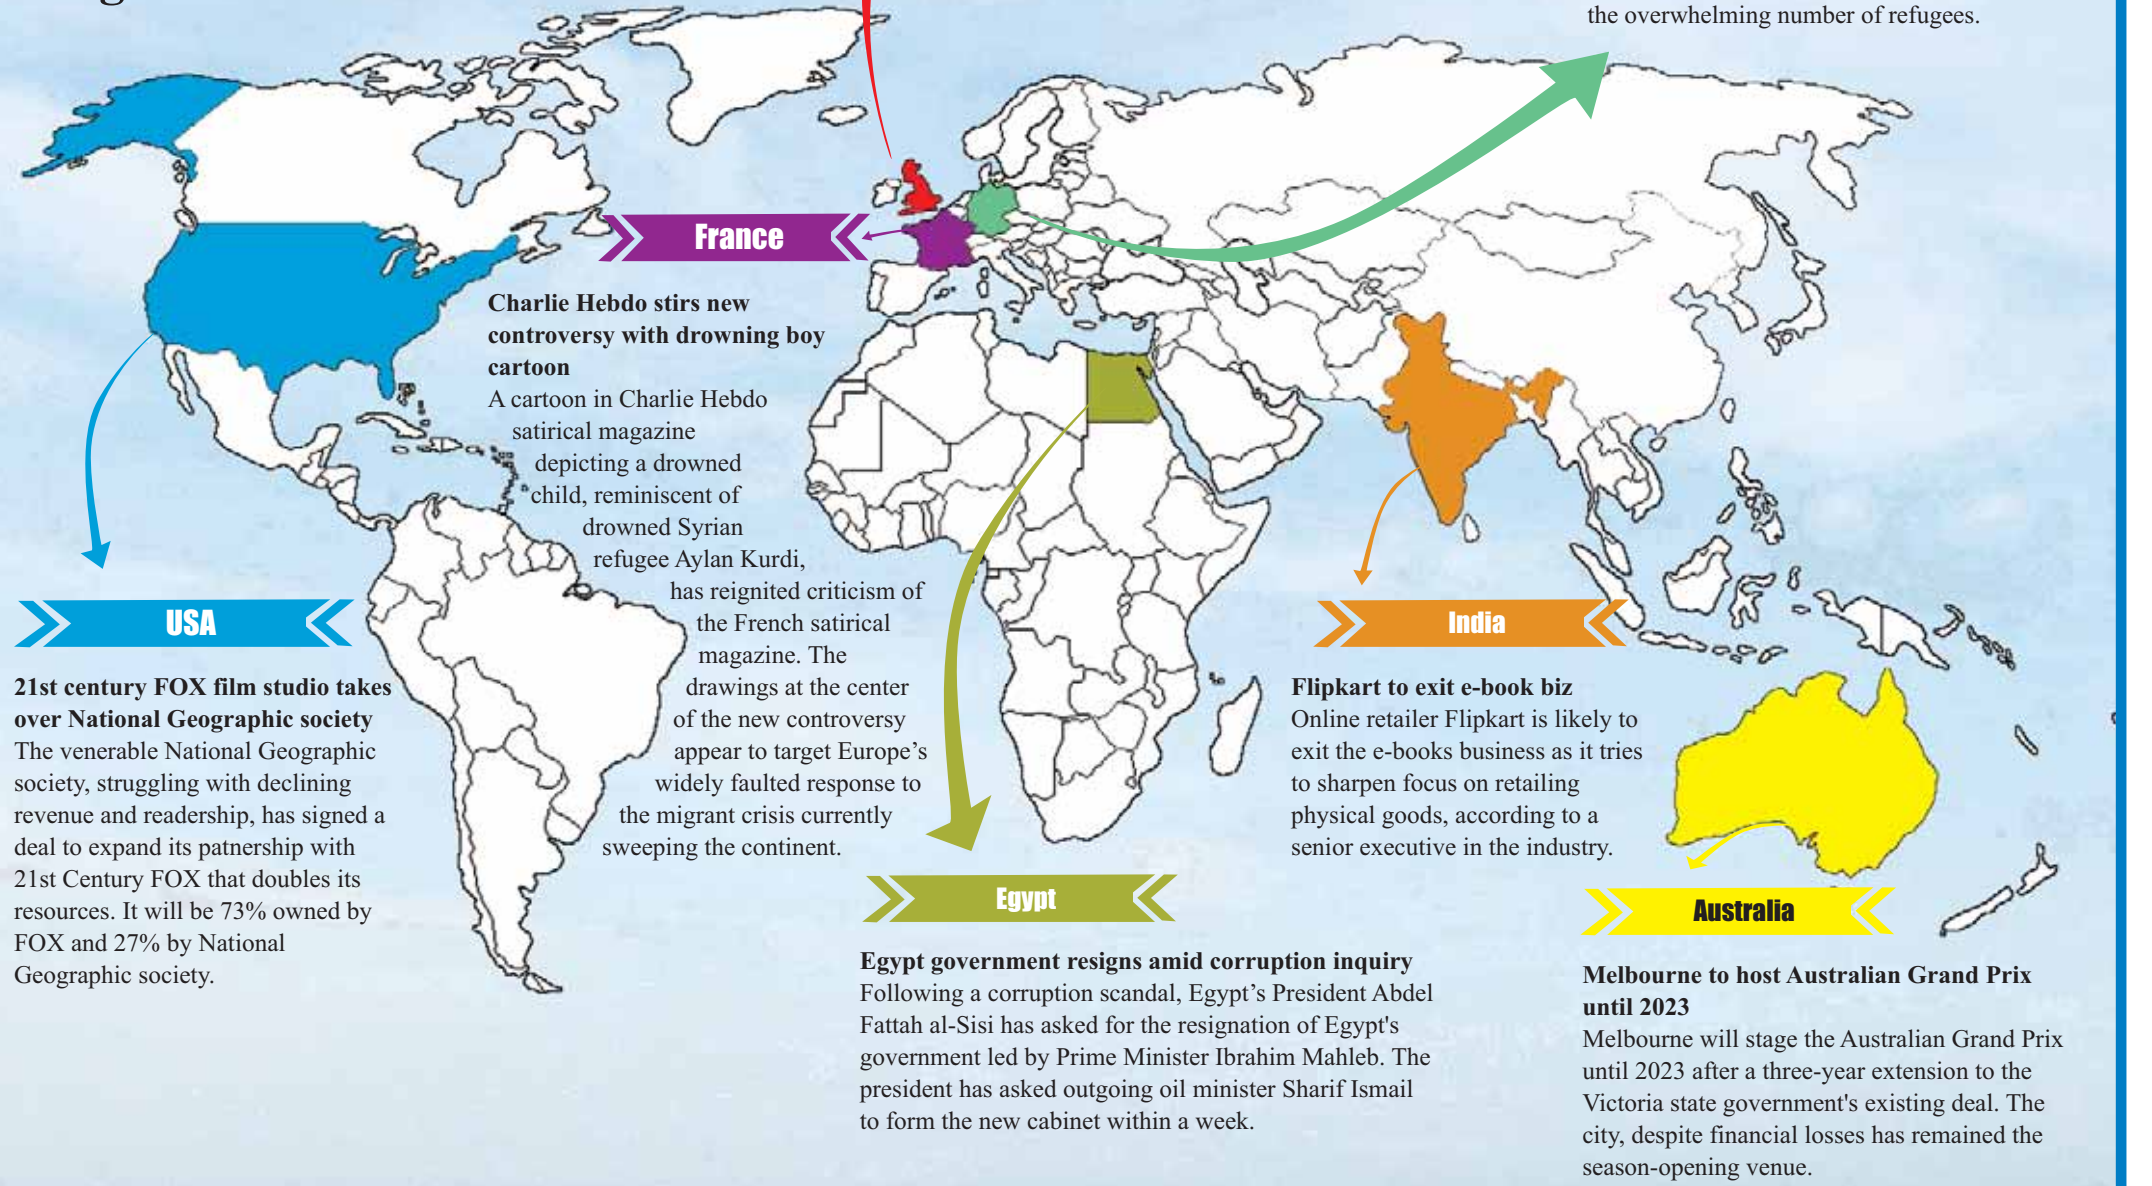 the overwhelming number of refugees.
France
Charlie Hebdo stirs new
controversy with drowning boy
cartoon
A cartoon in Charlie Hebdo
satirical magazine
depicting a drowned
child, reminiscent of
drowned Syrian
refugee Aylan Kurdi,
has reignited criticism of
the French satirical
magazine. The
drawings at the center
of the new controversy
appear to target Europe’s
widely faulted response to
the migrant crisis currently
sweeping the continent.
USA
21st century FOX film studio takes
over National Geographic society
The venerable National Geographic
society, struggling with declining
revenue and readership, has signed a
deal to expand its patnership with
21st Century FOX that doubles its
resources. It will be 73% owned by
FOX and 27% by National
Geographic society.
Egypt
Egypt government resigns amid corruption inquiry
Following a corruption scandal, Egypt’s President Abdel
Fattah al-Sisi has asked for the resignation of Egypt's
government led by Prime Minister Ibrahim Mahleb. The
president has asked outgoing oil minister Sharif Ismail
to form the new cabinet within a week.
India
Flipkart to exit e-book biz
Online retailer Flipkart is likely to
exit the e-books business as it tries
to sharpen focus on retailing
physical goods, according to a
senior executive in the industry.
Australia
Melbourne to host Australian Grand Prix
until 2023
Melbourne will stage the Australian Grand Prix
until 2023 after a three-year extension to the
Victoria state government's existing deal. The
city, despite financial losses has remained the
season-opening venue.